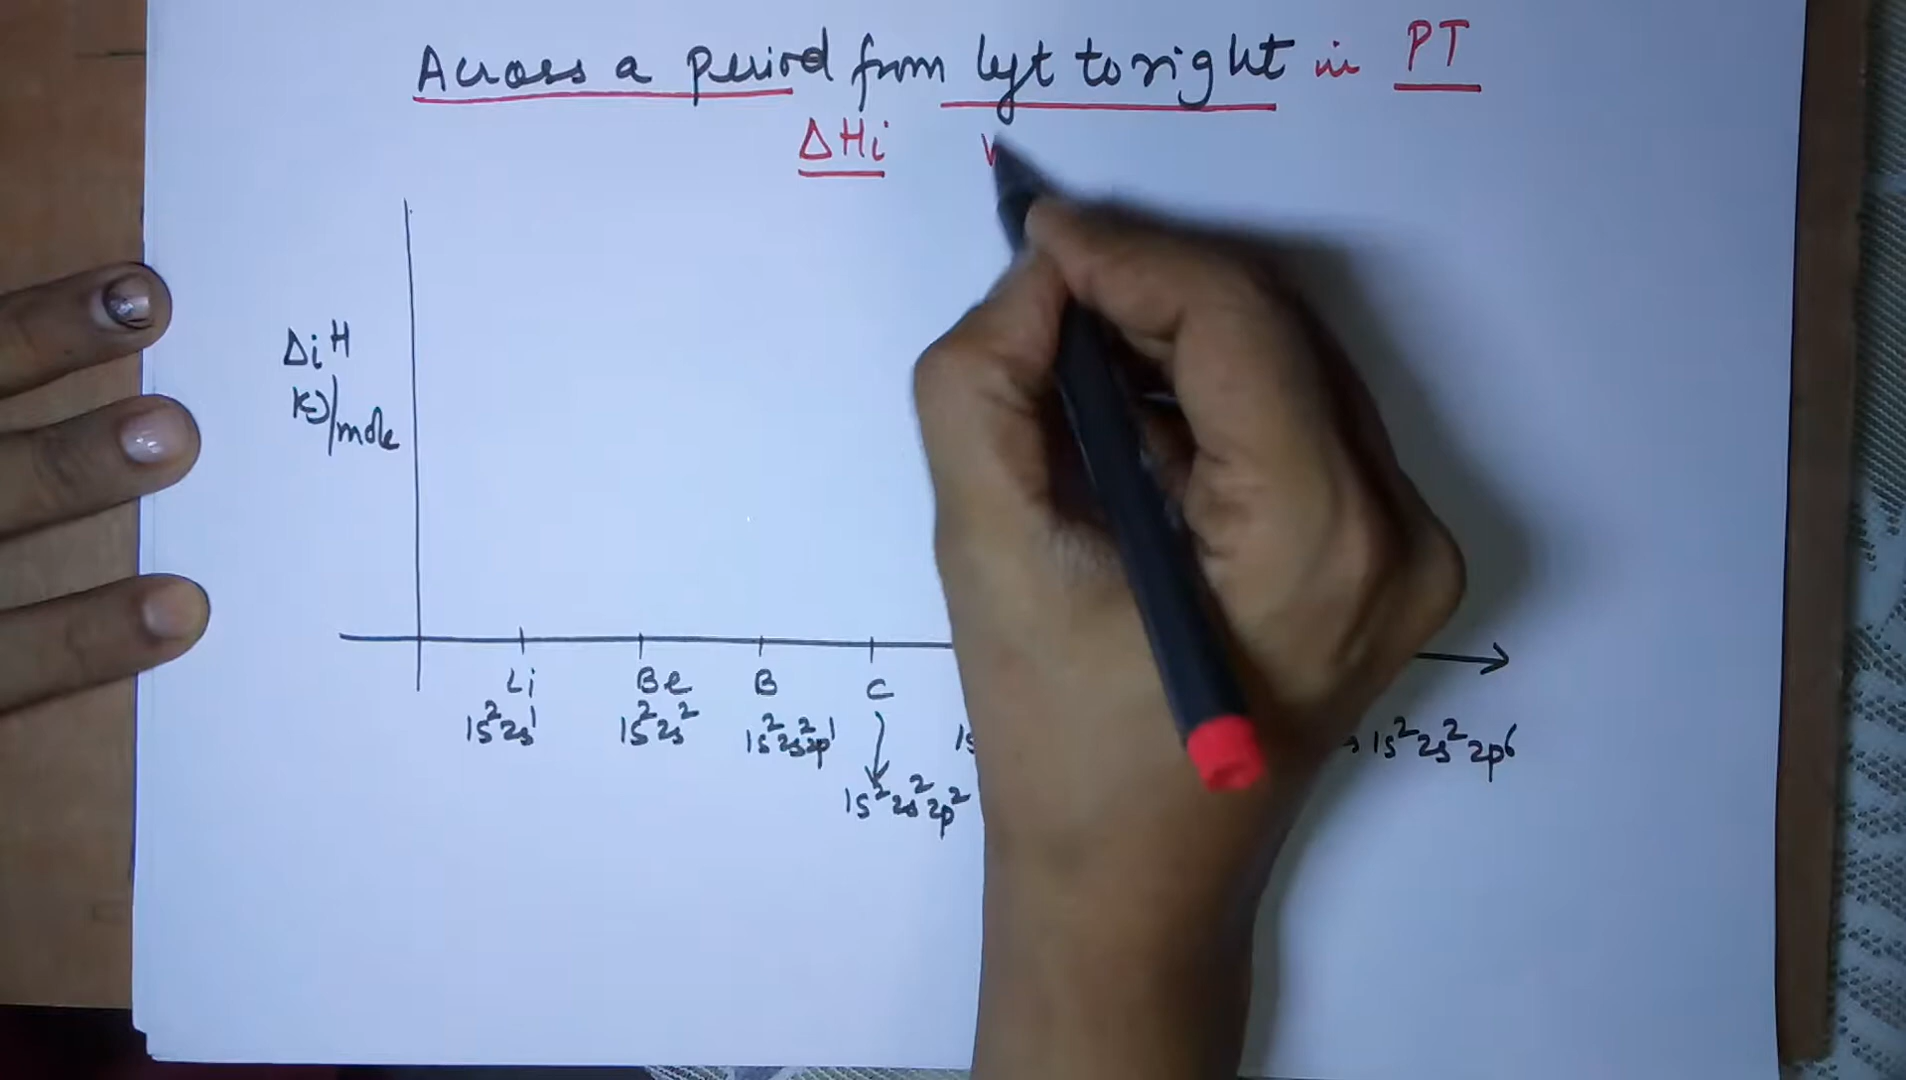 Across a period from left to right in PT
ΔHi
ΔiH
KJ/mole
Li Be B C
1s²2s¹ 1s²2s² 1s²2s²2p¹ 1s → 1s²2s²2p⁶
1s²2s²2p²